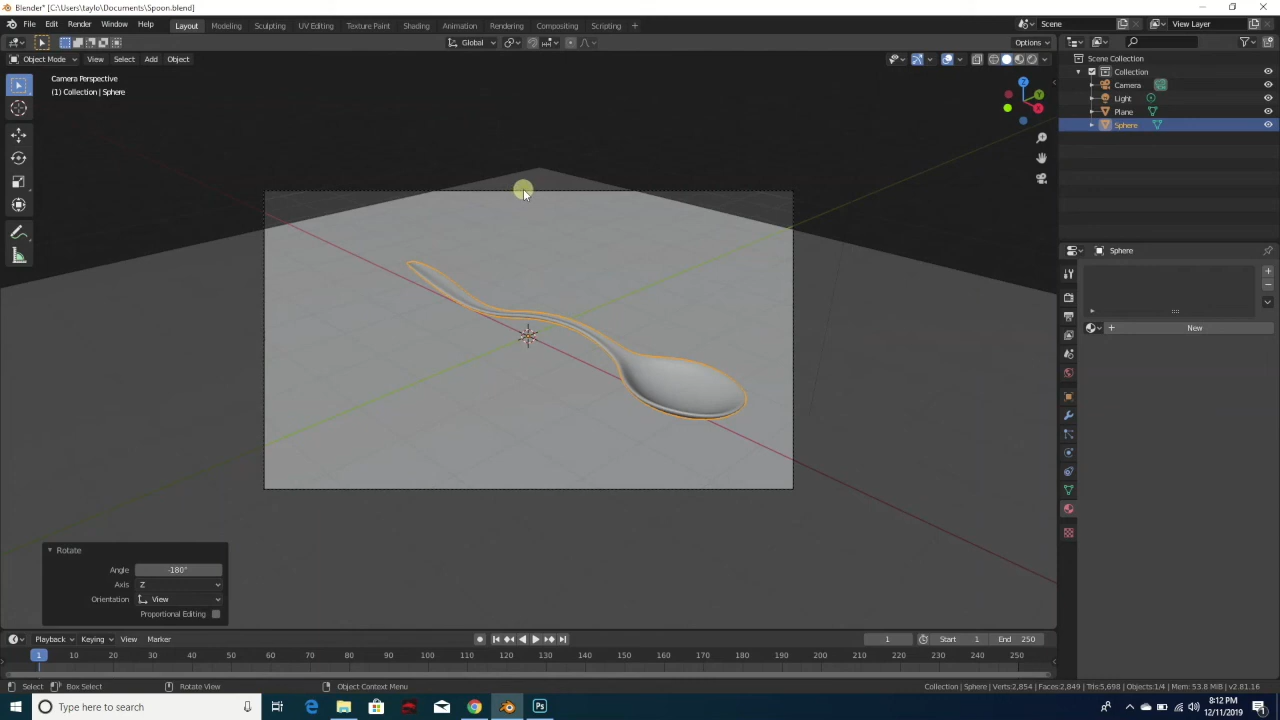 Blender* [C:\Users\taylo\Documents\Spoon.blend]
File Edit Render Window Help Layout Modeling Sculpting UV Editing Texture Paint Shading Animation Rendering Compositing Scripting + Scene View Layer
Global Options
Object Mode View Select Add Object
Camera Perspective
(1) Collection | Sphere
Scene Collection
Collection
Camera
Light
Plane
Sphere
Z
Y
X
Sphere
+ New
Rotate
Angle -180°
Axis Z
Orientation View
Proportional Editing
Playback Keying View Marker 1 Start 1 End 250
1 10 20 30 40 50 60 70 80 90 100 110 120 130 140 150 160 170 180 190 200 210 220 230 240 250
Select Box Select Rotate View Object Context Menu Collection | Sphere | Verts:2,854 | Faces:2,849 | Tris:5,698 | Objects:1/4 | Mem: 53.8 MiB | v2.81.16
Type here to search
8:12 PM
12/11/2019